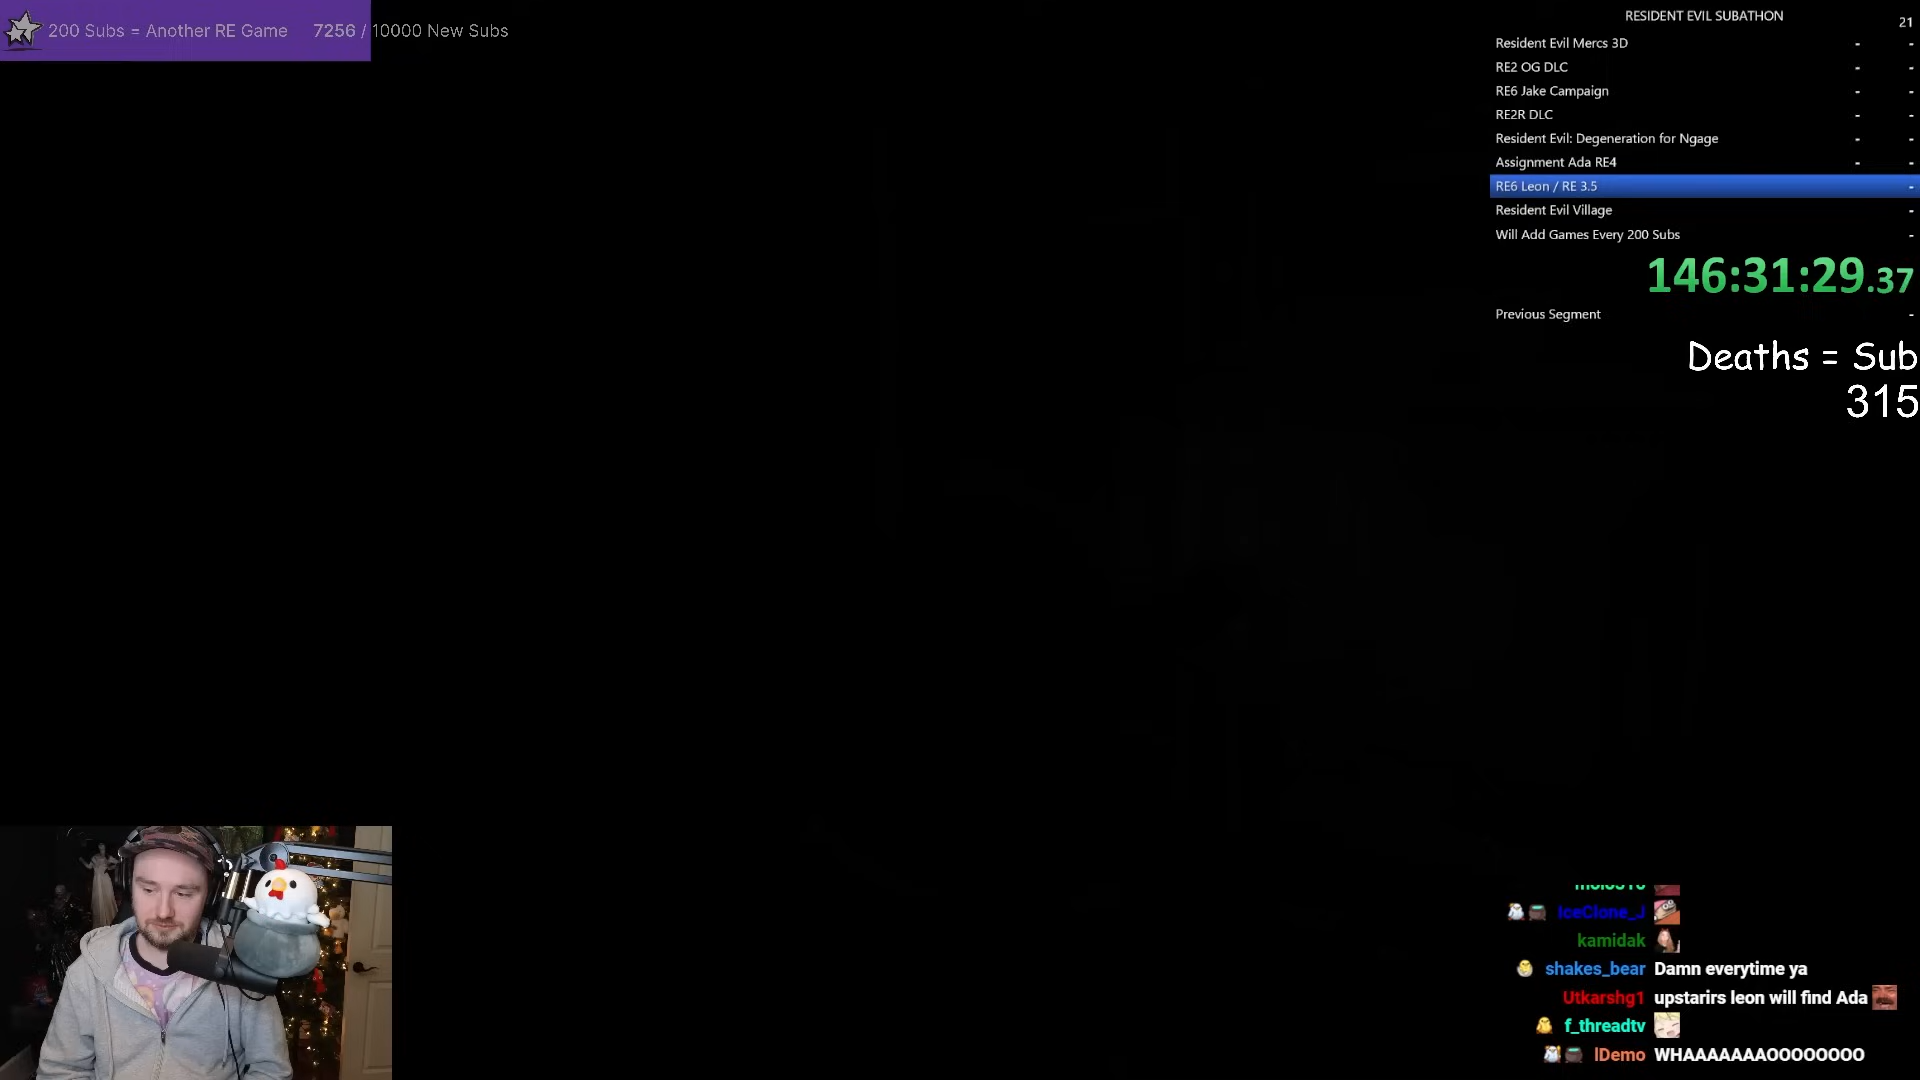 200 Subs = Another RE Game 7256 / 10000 New Subs
RESIDENT EVIL SUBATHON
21
Resident Evil Mercs 3D - -
RE2 OG DLC - -
RE6 Jake Campaign - -
RE2R DLC - -
Resident Evil: Degeneration for Ngage - -
Assignment Ada RE4 - -
RE6 Leon / RE 3.5 -
Resident Evil Village -
Will Add Games Every 200 Subs -
146:31:29.37
Previous Segment -
Deaths = Sub
315
IceClone_J
kamidak
shakes_bear Damn everytime ya
Utkarshg1 upstarirs leon will find Ada
f_threadtv
lDemo WHAAAAAAAOOOOOOOO